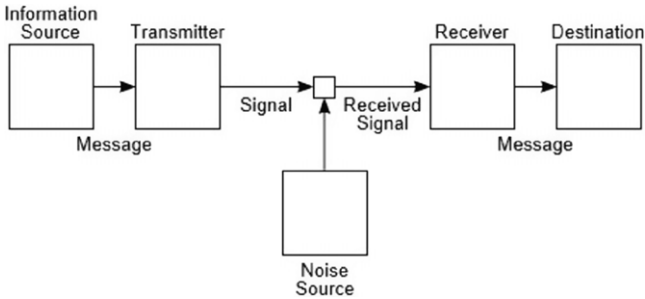 Information
Source
Transmitter
Receiver
Destination
Signal
Received
Signal
Message
Message
Noise
Source